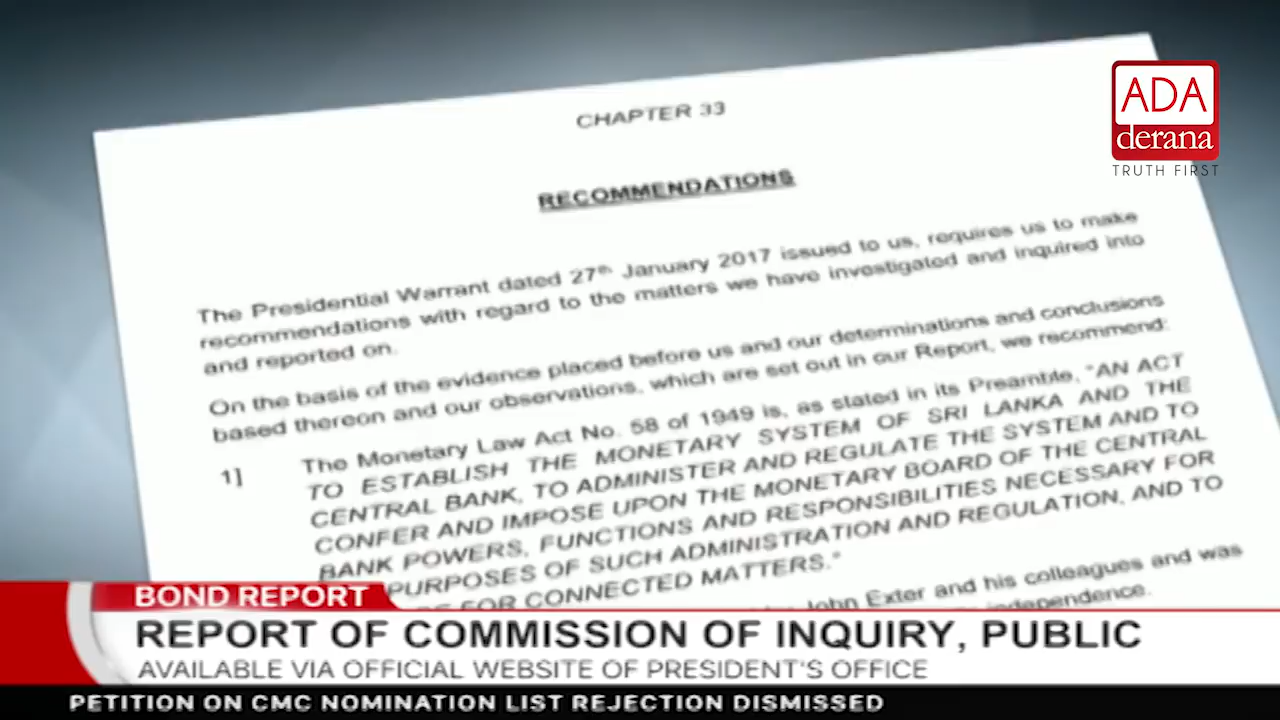 ADA
derana
TRUTH FIRST
CHAPTER 33
RECOMMENDATIONS
The Presidential Warrant dated 27th January 2017 issued to us, requires us to make
recommendations with regard to the matters we have investigated and inquired into
and reported on.
On the basis of the evidence placed before us and our determinations and conclusions
based thereon and our observations, which are set out in our Report, we recommend:
1] The Monetary Law Act No. 58 of 1949 is, as stated in its Preamble, "AN ACT
TO ESTABLISH THE MONETARY SYSTEM OF SRI LANKA AND THE
CENTRAL BANK, TO ADMINISTER AND REGULATE THE SYSTEM AND TO
CONFER AND IMPOSE UPON THE MONETARY BOARD OF THE CENTRAL
BANK POWERS, FUNCTIONS AND RESPONSIBILITIES NECESSARY FOR
PURPOSES OF SUCH ADMINISTRATION AND REGULATION, AND TO
FOR CONNECTED MATTERS."
John Exter and his colleagues and was
independence.
BOND REPORT
REPORT OF COMMISSION OF INQUIRY, PUBLIC
AVAILABLE VIA OFFICIAL WEBSITE OF PRESIDENT'S OFFICE
PETITION ON CMC NOMINATION LIST REJECTION DISMISSED